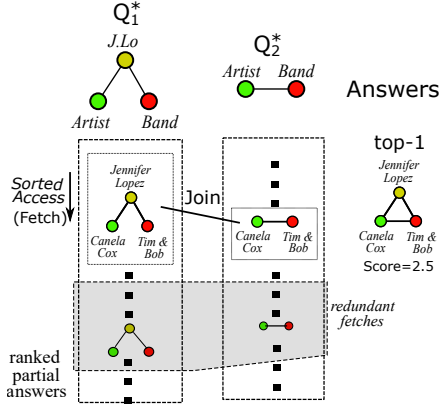 Q*1
J.Lo
Artist
Band
Q*2
Artist
Band
Answers
Sorted
Access
(Fetch)
Jennifer
Lopez
Canela
Cox
Tim &
Bob
Join
Canela
Cox
Tim &
Bob
top-1
Jennifer
Lopez
Canela
Cox
Tim &
Bob
Score=2.5
redundant
fetches
ranked
partial
answers